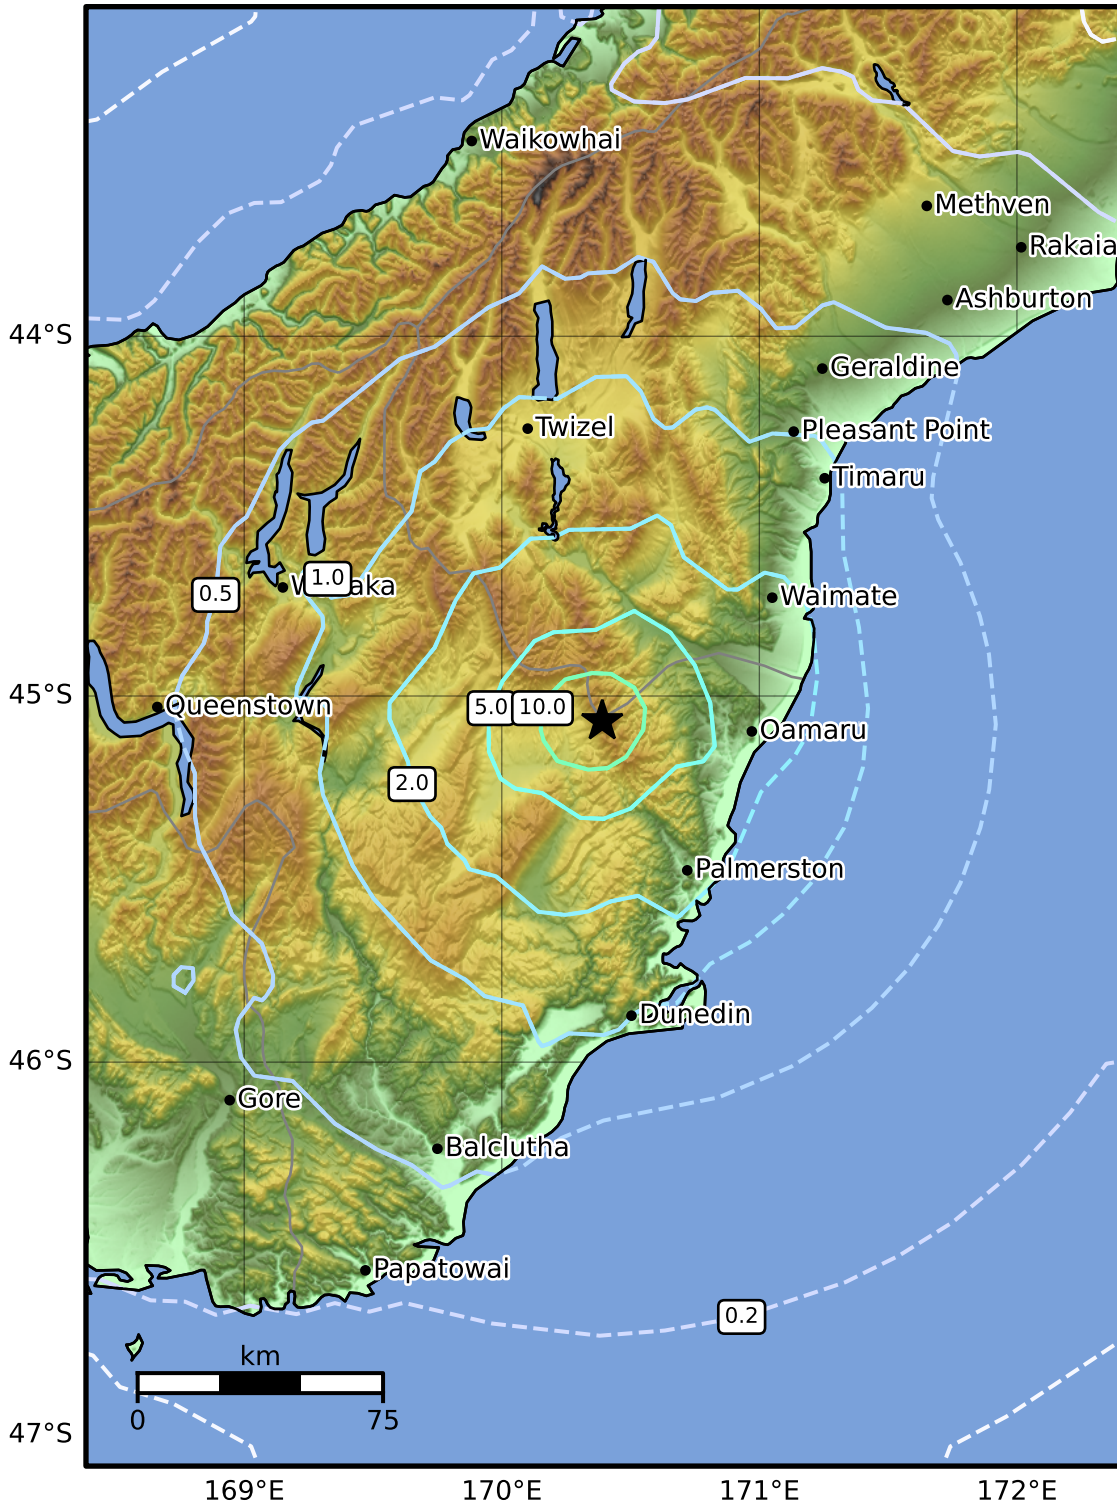 Waikowhai
Methven
Rakaia
Ashburton
44°S
Geraldine
Twizel
Pleasant Point
Timaru
1.0
0.5
W aka
Waimate
45°S
Queenstown
5.0
10.0
Oamaru
2.0
Palmerston
Dunedin
46°S
Gore
Balclutha
Papatowai
0.2
km
0
75
47°S
169°E
170°E
171°E
172°E